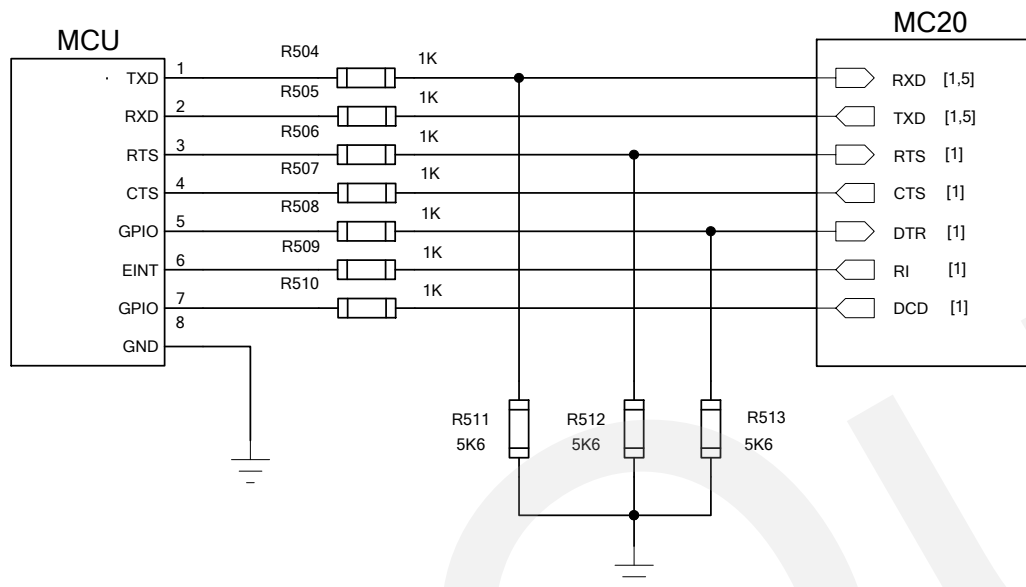 MCU
MC20
R504 1K
TXD 1 RXD [1,5]
R505 1K
RXD 2 TXD [1,5]
R506 1K
RTS 3 RTS [1]
R507 1K
CTS 4 CTS [1]
R508 1K
GPIO 5 DTR [1]
R509 1K
EINT 6 RI [1]
R510 1K
GPIO 7 DCD [1]
8
GND
R511 R512 R513
5K6 5K6 5K6